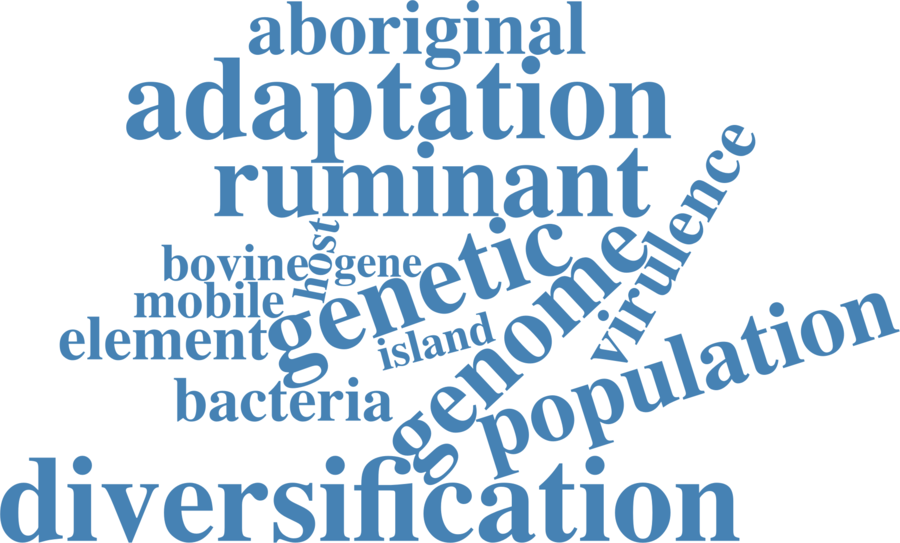 aboriginal
adaptation
ruminant
virulence
host
genetic
genome
bovine
gene
mobile
element
island
population
bacteria
diversification